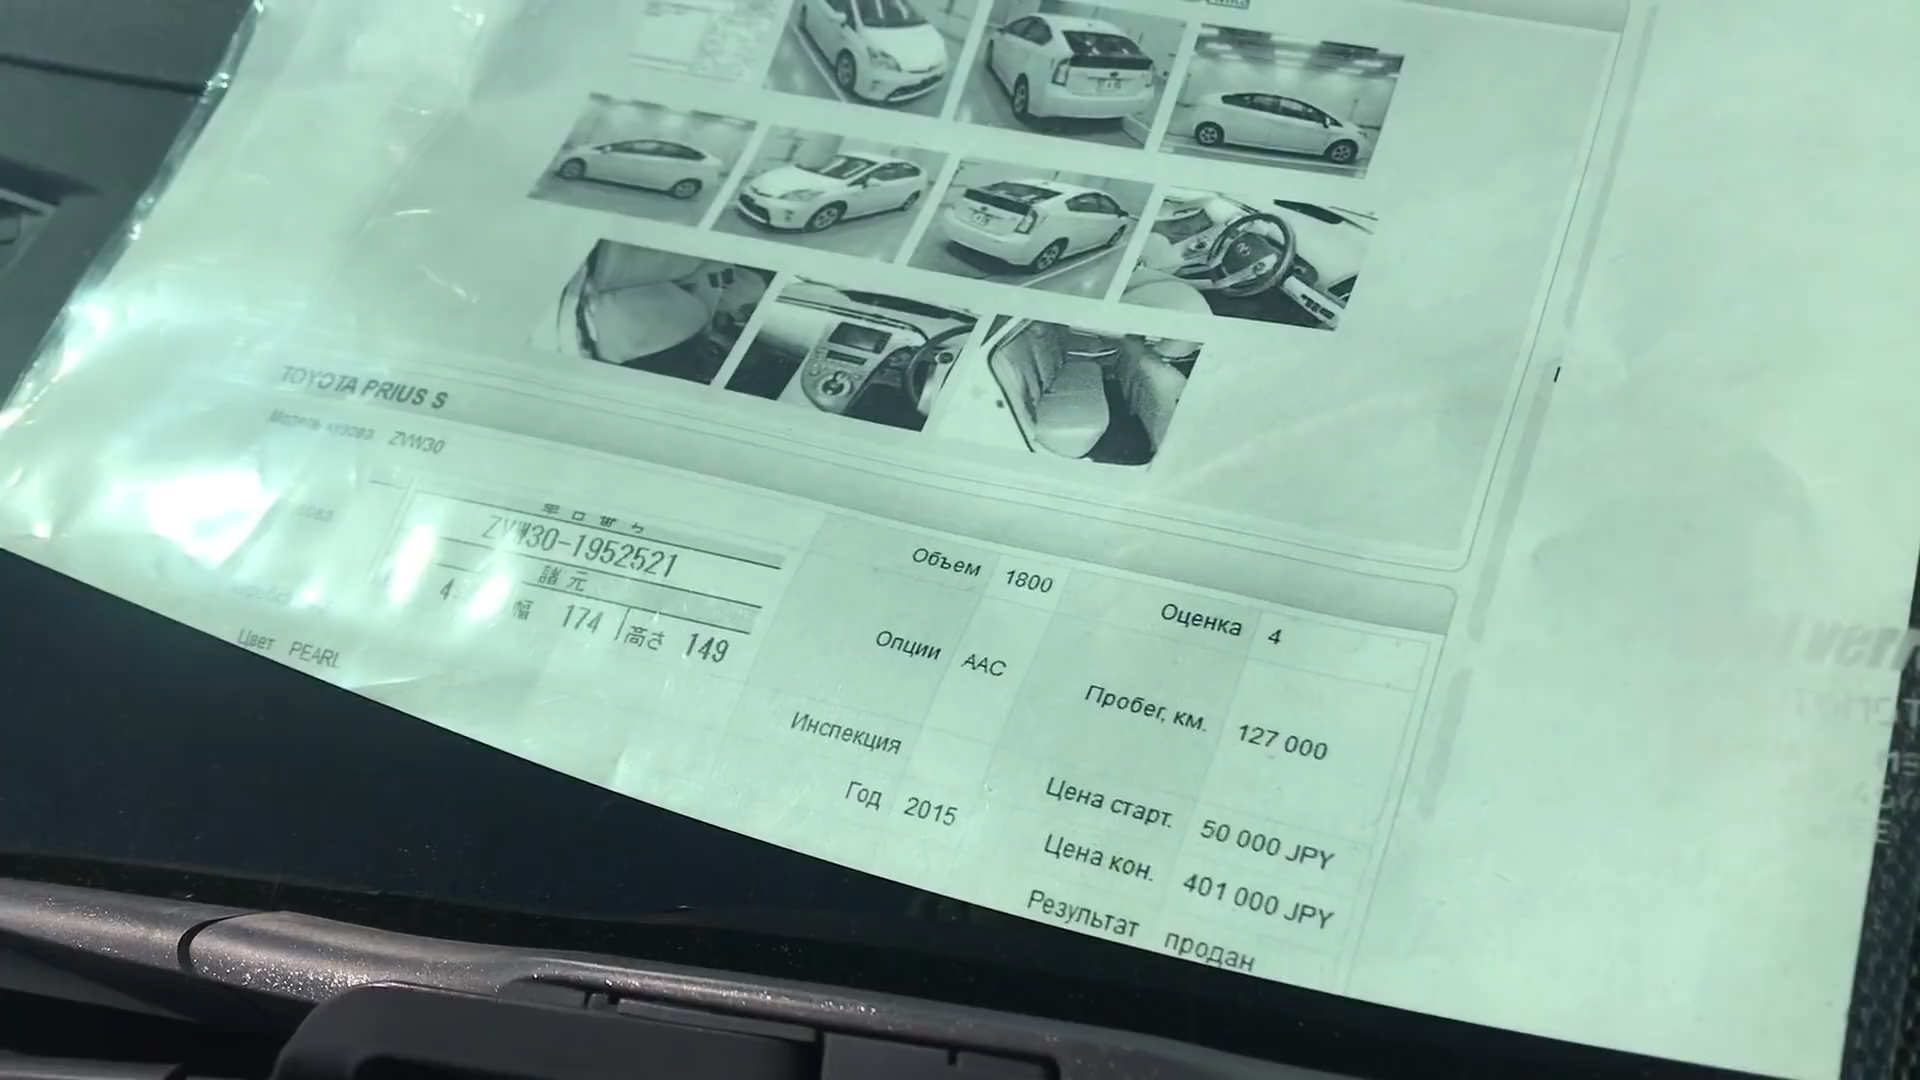 TOYOTA PRIUS S
Модель кузова ZVW30
ZVW30-1952521
諸元
幅 174 高さ 149
Цвет PEARL
Объем 1800
Опции AAC
Инспекция
Год 2015
Оценка 4
Пробег, км. 127 000
Цена старт. 50 000 JPY
Цена кон. 401 000 JPY
Результат продан